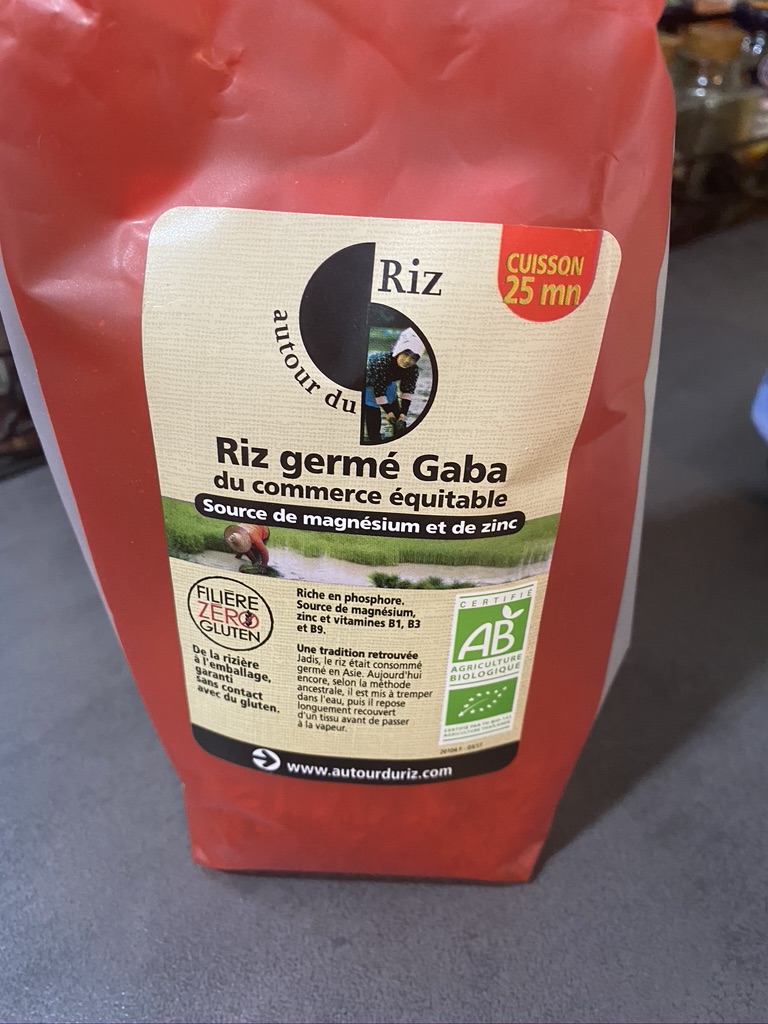 Riz
autour du
CUISSON
25 mn
Riz germé Gaba
du commerce équitable
Source de magnésium et de zinc
FILIÈRE
ZERO
GLUTEN
De la rizière
à l'emballage,
garanti
sans contact
avec du gluten.
Riche en phosphore.
Source de magnésium,
zinc et vitamines B1, B3
et B9.
Une tradition retrouvée
Jadis, le riz était consommé
germé en Asie. Aujourd'hui
encore, selon la méthode
ancestrale, il est mis à tremper
dans l'eau, puis il repose
longuement recouvert
d'un tissu avant de passer
à la vapeur.
CERTIFIÉ
AB
AGRICULTURE
BIOLOGIQUE
www.autourduriz.com